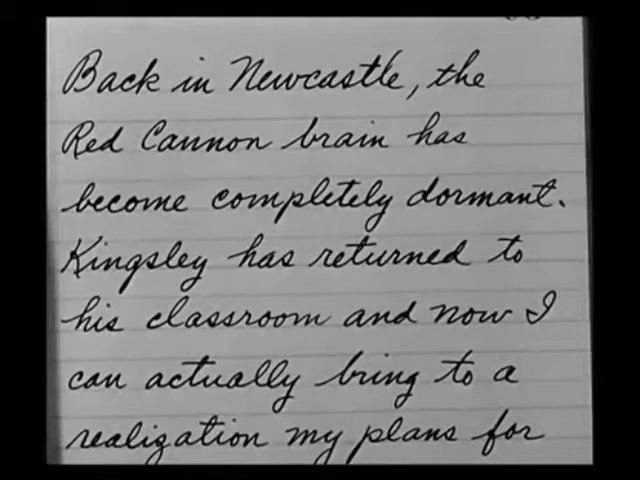 Back in Newcastle, the
Red Cannon brain has
become completely dormant.
Kingsley has returned to
his classroom and now I
can actually bring to a
realization my plans for